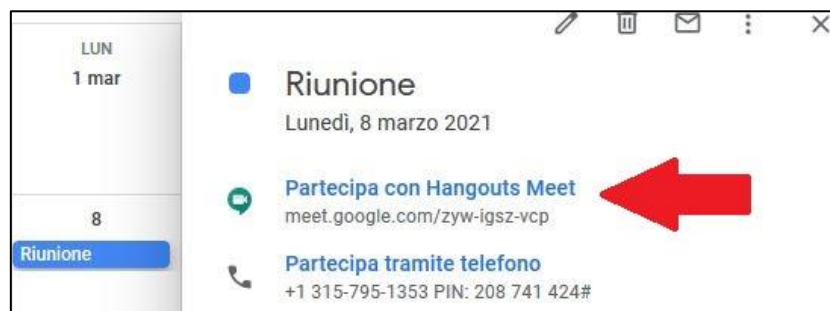 LUN
1 mar
8
Riunione
Riunione
Lunedì, 8 marzo 2021
Partecipa con Hangouts Meet
meet.google.com/zyw-igsz-vcp
Partecipa tramite telefono
+1 315-795-1353 PIN: 208 741 424#